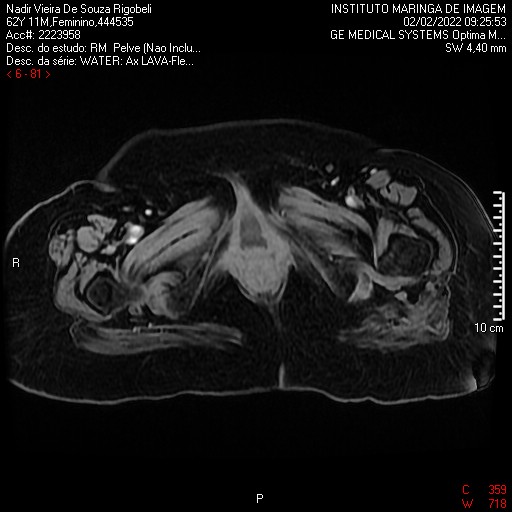 Nadir Vieira De Souza Rigobeli
62Y 11M,Feminino,444535
Acc#: 2223958
Desc. do estudo: RM Pelve (Nao Inclu...
Desc. da série: WATER: Ax LAVA-Fle...
< 6 - 81 >
INSTITUTO MARINGA DE IMAGEM
02/02/2022 09:25:53
GE MEDICAL SYSTEMS Optima M...
SW 4,40 mm
R
10 cm
P
C 359
W 718